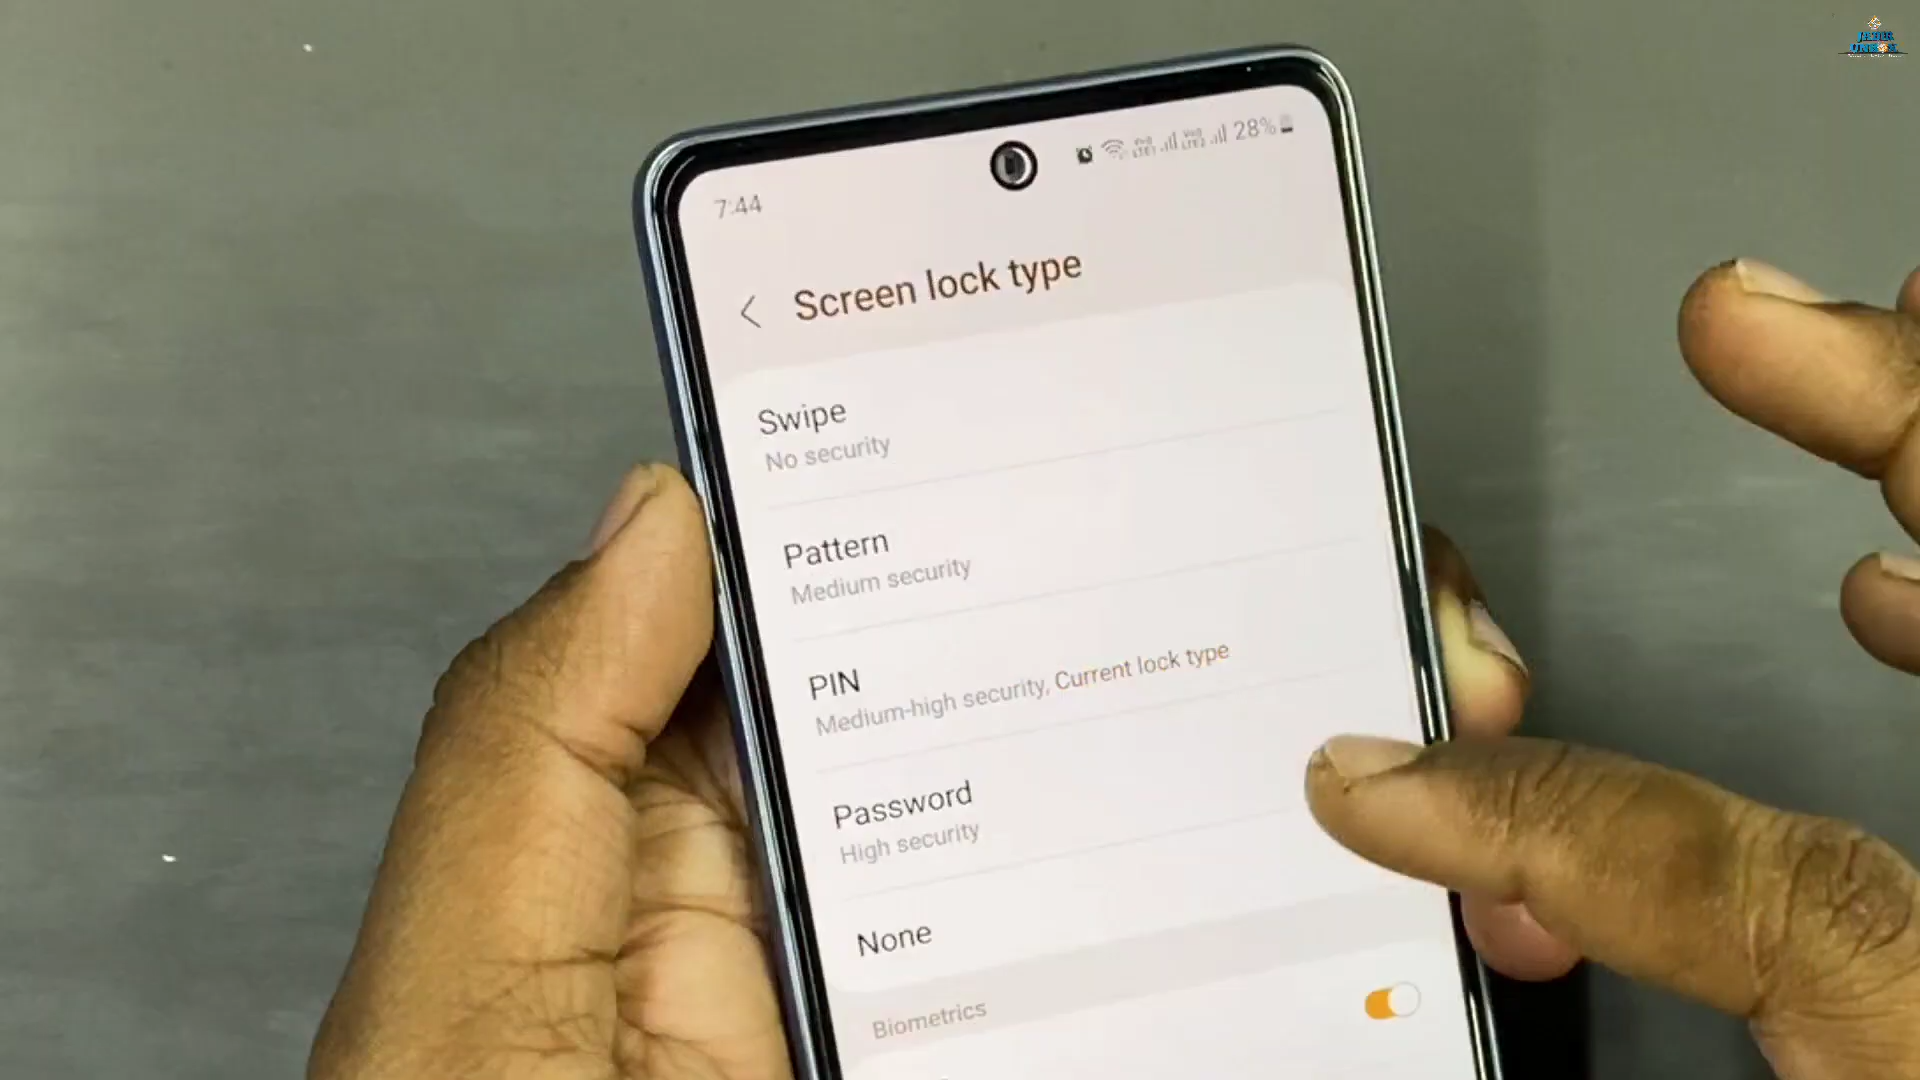 7:44
28%
Screen lock type
Swipe
No security
Pattern
Medium security
PIN
Medium-high security, Current lock type
Password
High security
None
Biometrics